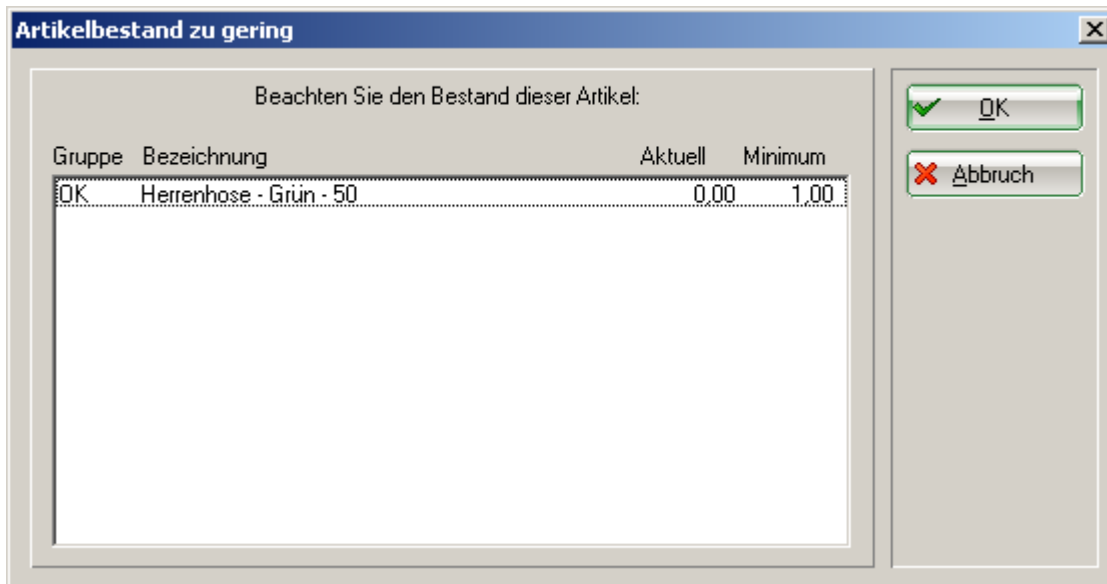 Artikelbestand zu gering
Beachten Sie den Bestand dieser Artikel:
Gruppe Bezeichnung Aktuell Minimum
OK Herrenhose - Grün - 50 0,00 1,00
OK
Abbruch